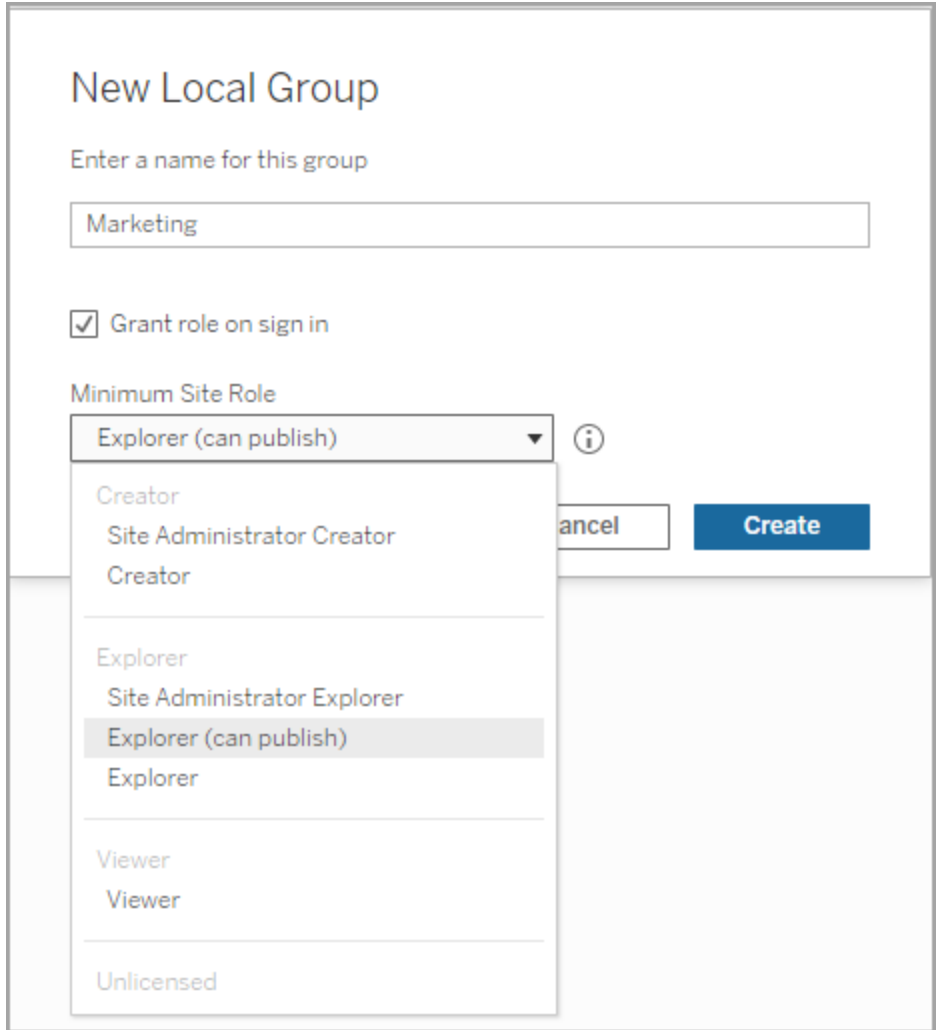 New Local Group
Enter a name for this group
Marketing
Grant role on sign in
Minimum Site Role
Explorer (can publish)
Creator
Site Administrator Creator
ancel
Create
Creator
Explorer
Site Administrator Explorer
Explorer (can publish)
Explorer
Viewer
Viewer
Unlicensed